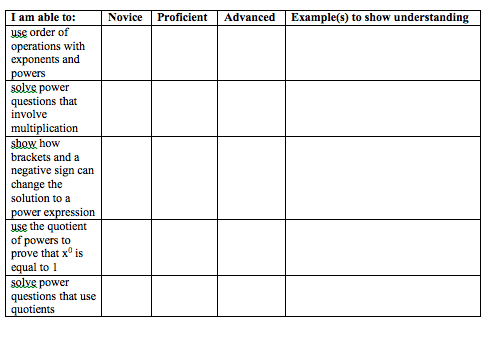 I am able to: Novice Proficient Advanced Example(s) to show understanding
use order of
operations with
exponents and
powers
solve power
questions that
involve
multiplication
show how
brackets and a
negative sign can
change the
solution to a
power expression
use the quotient
of powers to
prove that x⁰ is
equal to 1
solve power
questions that use
quotients